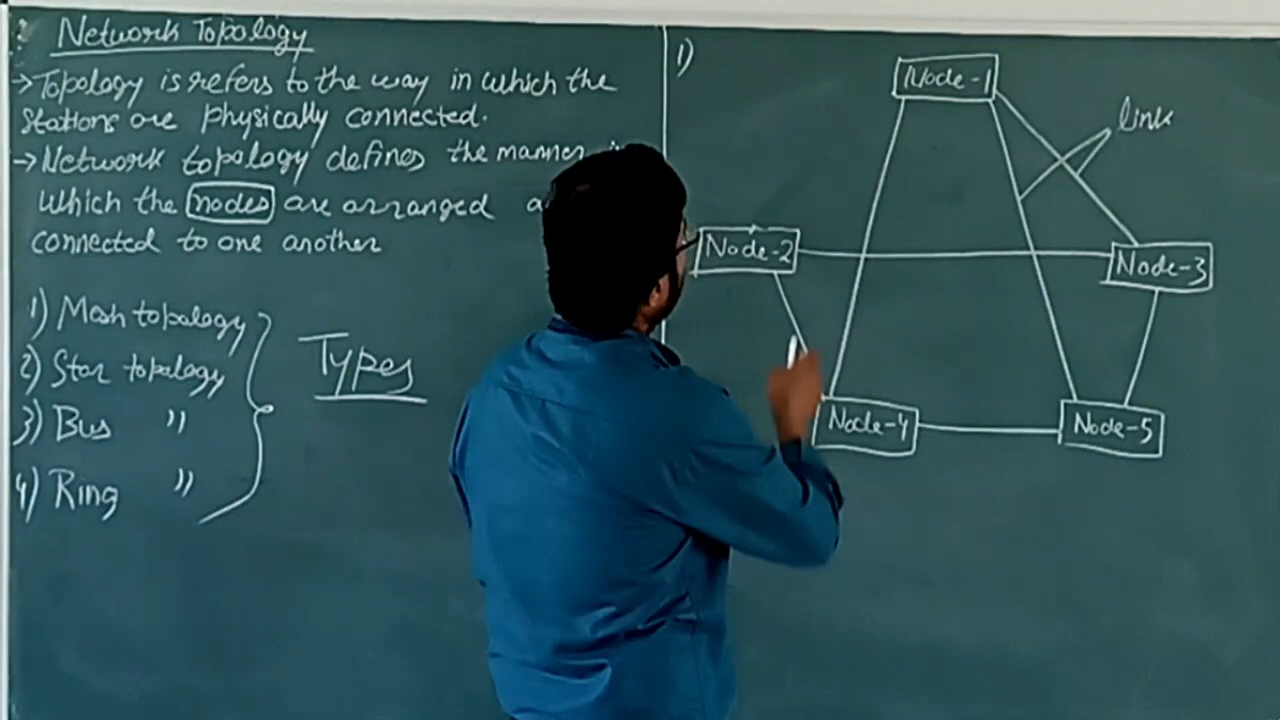 Network Topology
→ Topology is refers to the way in which the
Stations are physically connected.
→ Network topology defines the manner
which the nodes are arranged a
connected to one another
1) Mesh topology
2) Star topology
3) Bus "
4) Ring "
Types
1)
Node-1
link
Node-2
Node-3
Node-4
Node-5